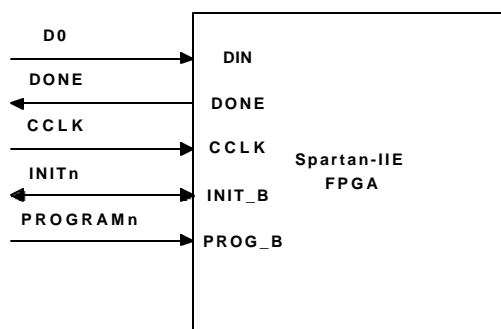 D0
DIN
DONE
DONE
CCLK
CCLK
INITn
INIT_B
PROGRAMn
PROG_B
Spartan-IIE
FPGA